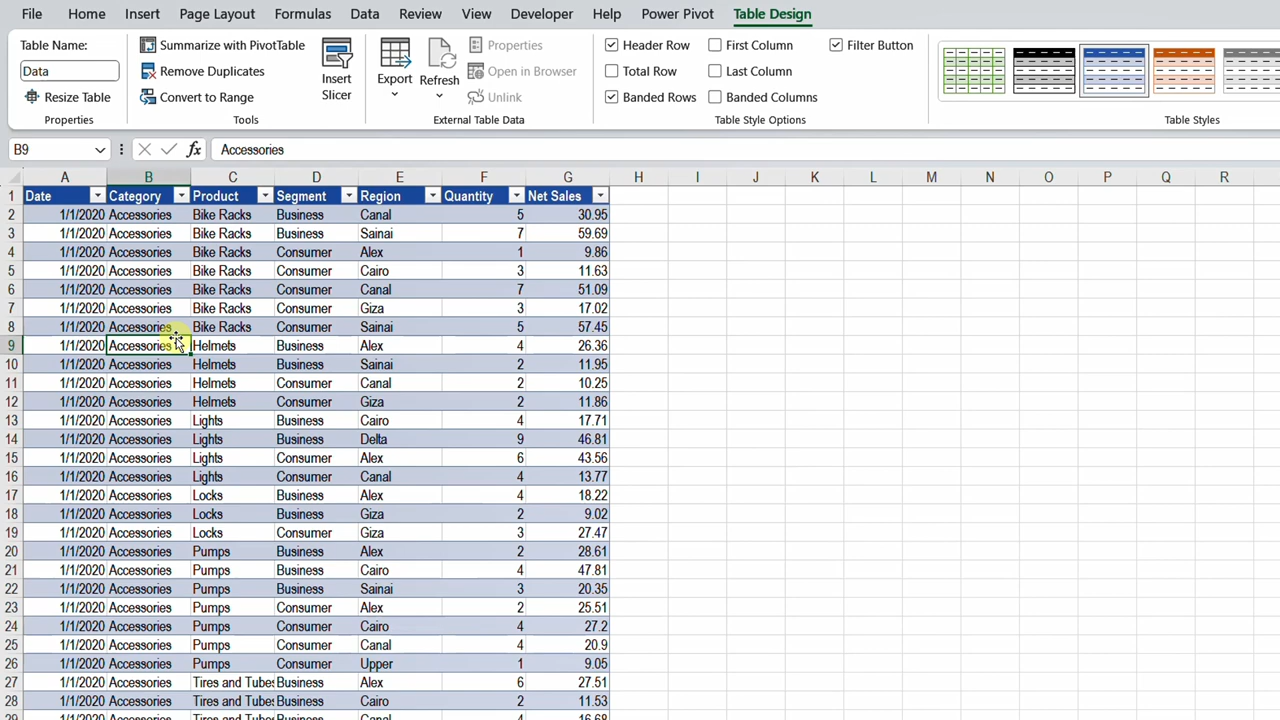 File Home Insert Page Layout Formulas Data Review View Developer Help Power Pivot Table Design
Table Name:
Data
Resize Table
Properties
Summarize with PivotTable
Remove Duplicates
Convert to Range
Tools
Insert
Slicer
Export
Refresh
Properties
Open in Browser
Unlink
External Table Data
Header Row
Total Row
Banded Rows
First Column
Last Column
Banded Columns
Filter Button
Table Style Options
Table Styles
B9 fx Accessories
A B C D E F G H I J K L M N O P Q R
1 Date Category Product Segment Region Quantity Net Sales
2 1/1/2020 Accessories Bike Racks Business Canal 5 30.95
3 1/1/2020 Accessories Bike Racks Business Sainai 7 59.69
4 1/1/2020 Accessories Bike Racks Consumer Alex 1 9.86
5 1/1/2020 Accessories Bike Racks Consumer Cairo 3 11.63
6 1/1/2020 Accessories Bike Racks Consumer Canal 7 51.09
7 1/1/2020 Accessories Bike Racks Consumer Giza 3 17.02
8 1/1/2020 Accessories Bike Racks Consumer Sainai 5 57.45
9 1/1/2020 Accessories Helmets Business Alex 4 26.36
10 1/1/2020 Accessories Helmets Business Sainai 2 11.95
11 1/1/2020 Accessories Helmets Consumer Canal 2 10.25
12 1/1/2020 Accessories Helmets Consumer Giza 2 11.86
13 1/1/2020 Accessories Lights Business Cairo 4 17.71
14 1/1/2020 Accessories Lights Business Delta 9 46.81
15 1/1/2020 Accessories Lights Consumer Alex 6 43.56
16 1/1/2020 Accessories Lights Consumer Canal 4 13.77
17 1/1/2020 Accessories Locks Business Alex 4 18.22
18 1/1/2020 Accessories Locks Business Giza 2 9.02
19 1/1/2020 Accessories Locks Consumer Giza 3 27.47
20 1/1/2020 Accessories Pumps Business Alex 2 28.61
21 1/1/2020 Accessories Pumps Business Cairo 4 47.81
22 1/1/2020 Accessories Pumps Business Sainai 3 20.35
23 1/1/2020 Accessories Pumps Consumer Alex 2 25.51
24 1/1/2020 Accessories Pumps Consumer Cairo 4 27.2
25 1/1/2020 Accessories Pumps Consumer Canal 4 20.9
26 1/1/2020 Accessories Pumps Consumer Upper 1 9.05
27 1/1/2020 Accessories Tires and Tubes Business Alex 6 27.51
28 1/1/2020 Accessories Tires and Tubes Business Cairo 2 11.53
29 1/1/2020 Accessories Tires and Tubes Business Canal 4 16.68